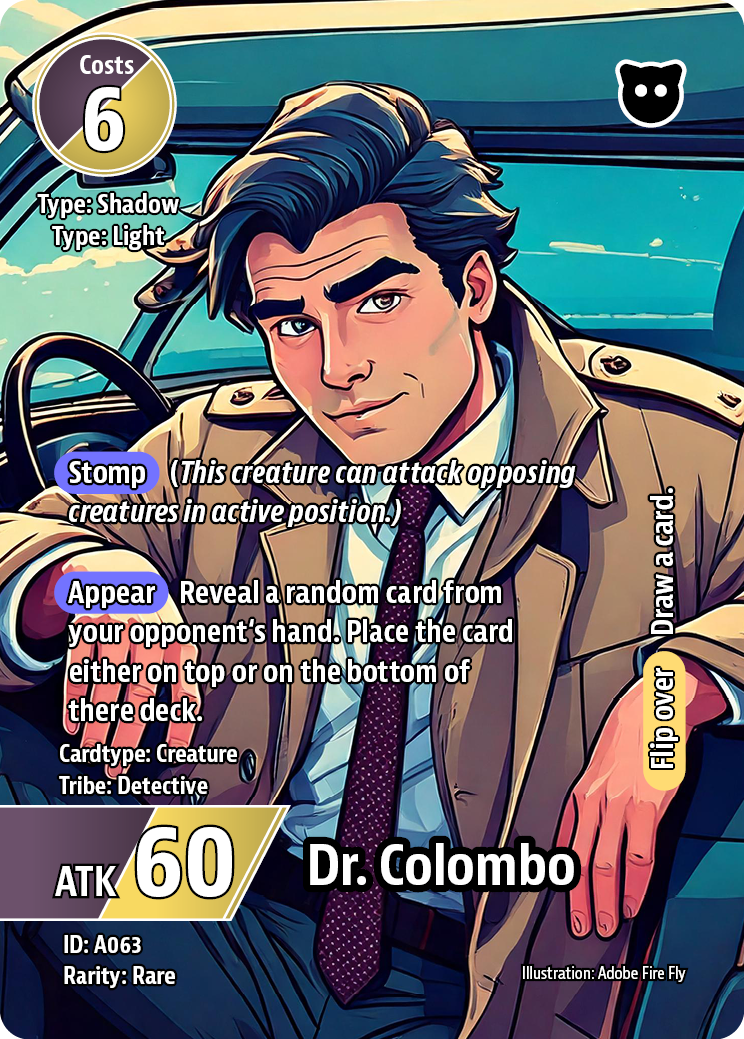 Costs
6
Type: Shadow
Type: Light
Stomp (This creature can attack opposing
creatures in active position.)
Appear Reveal a random card from
your opponent‘s hand. Place the card
either on top or on the bottom of
there deck.
Flip over Draw a card.
Cardtype: Creature
Tribe: Detective
ATK 60
Dr. Colombo
ID: A063
Rarity: Rare
Illustration: Adobe Fire Fly